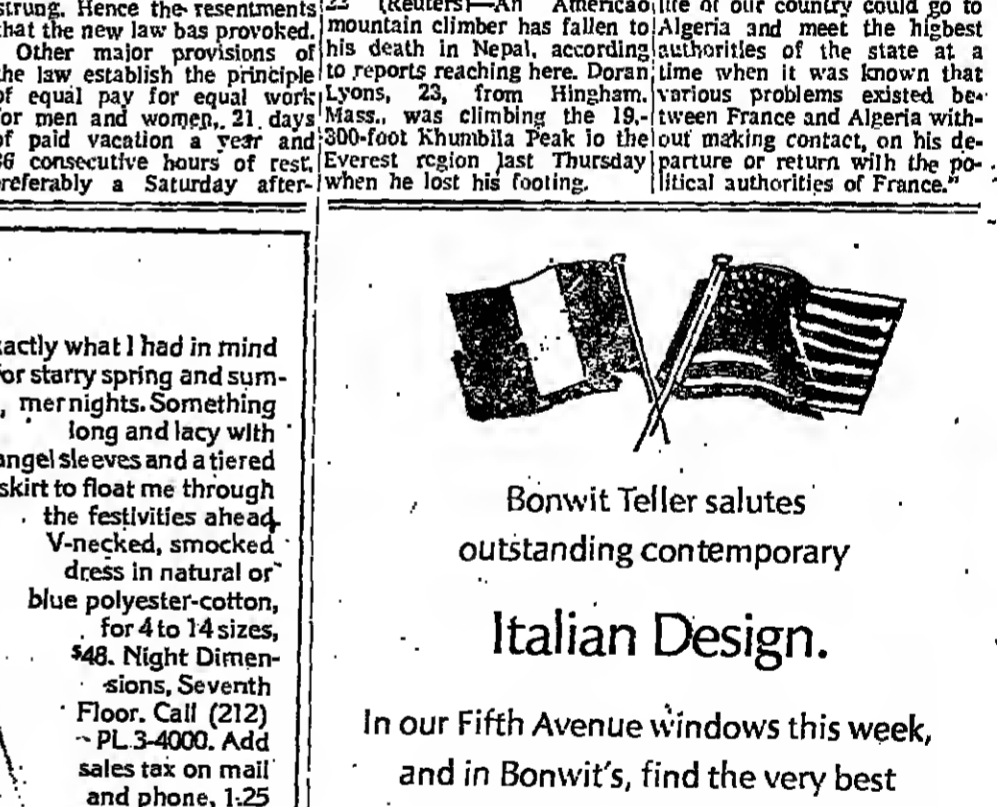 strung. Hence the resentments
that the new law bas provoked.
Other major provisions of
the law establish the principle
of equal pay for equal work
for men and women, 21 days
of paid vacation a year and
36 consecutive hours of rest,
preferably a Saturday after-
(Reuters)—An Americao
mountain climber has fallen to
his death in Nepal, according
to reports reaching here. Doran
Lyons, 23, from Hingham.
Mass., was climbing the 19,-
300-foot Khumbila Peak io the
Everest region last Thursday
when he lost his footing.
life of our country could go to
Algeria and meet the highest
authorities of the state at a
time when it was known that
various problems existed be-
tween France and Algeria with-
out making contact, on his de-
parture or return wilh the po-
litical authorities of France."
exactly what I had in mind
for starry spring and sum-
mer nights. Something
long and lacy with
angel sleeves and a tiered
skirt to float me through
the festivities ahead.
V-necked, smocked
dress in natural or
blue polyester-cotton,
for 4 to 14 sizes,
$48. Night Dimen-
sions, Seventh
Floor. Call (212)
PL 3-4000. Add
sales tax on mail
and phone, 1.25
Bonwit Teller salutes
outstanding contemporary
Italian Design.
In our Fifth Avenue windows this week,
and in Bonwit's, find the very best